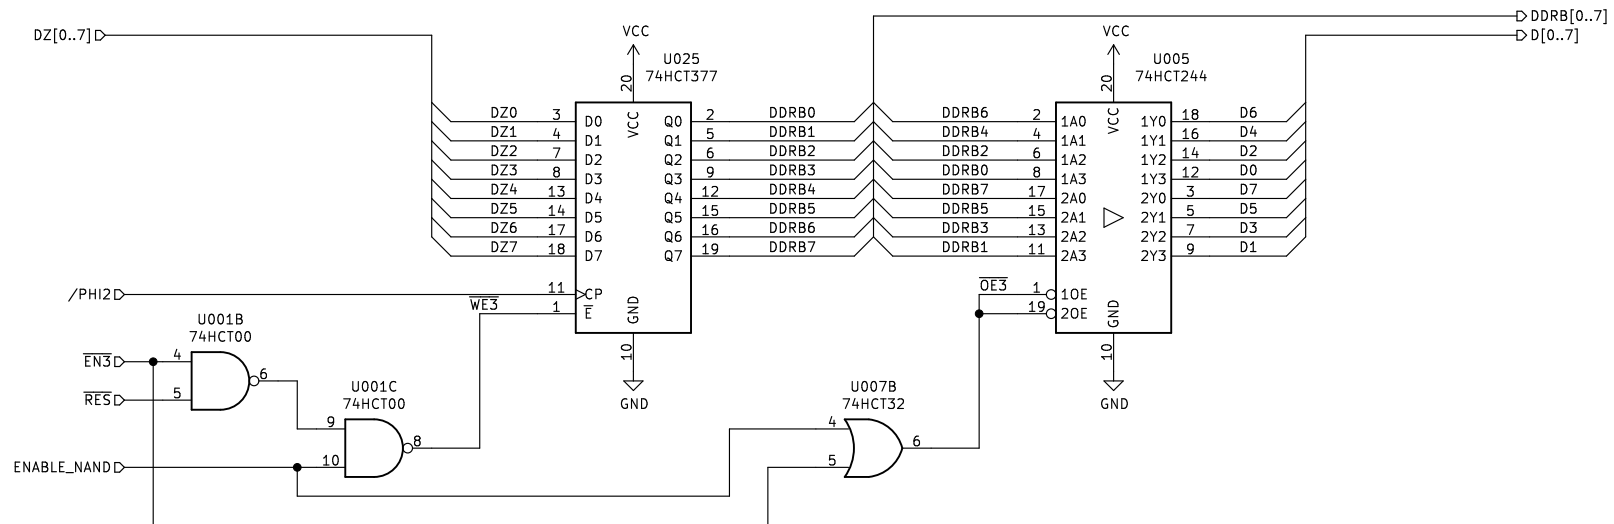 DDRB[0..7]
DZ[0..7]
D[0..7]
VCC
VCC
U025
74HCT377
U005
74HCT244
20
20
VCC
VCC
DZ0 3 D0 Q0 2 DDRB0 DDRB6 2 1A0 1Y0 18 D6
DZ1 4 D1 Q1 5 DDRB1 DDRB4 4 1A1 1Y1 16 D4
DZ2 7 D2 Q2 6 DDRB2 DDRB2 6 1A2 1Y2 14 D2
DZ3 8 D3 Q3 9 DDRB3 DDRB0 8 1A3 1Y3 12 D0
DZ4 13 D4 Q4 12 DDRB4 DDRB7 17 2A0 2Y0 3 D7
DZ5 14 D5 Q5 15 DDRB5 DDRB5 15 2A1 2Y1 5 D5
DZ6 17 D6 Q6 16 DDRB6 DDRB3 13 2A2 2Y2 7 D3
DZ7 18 D7 Q7 19 DDRB7 DDRB1 11 2A3 2Y3 9 D1
/PHI2 11 CP
OE3 1 1OE
WE3 1 E
19 2OE
GND
GND
10
10
GND
GND
U001B
74HCT00
EN3 4
6
RES 5
U001C
74HCT00
9
8
ENABLE_NAND 10
U007B
74HCT32
4
6
5